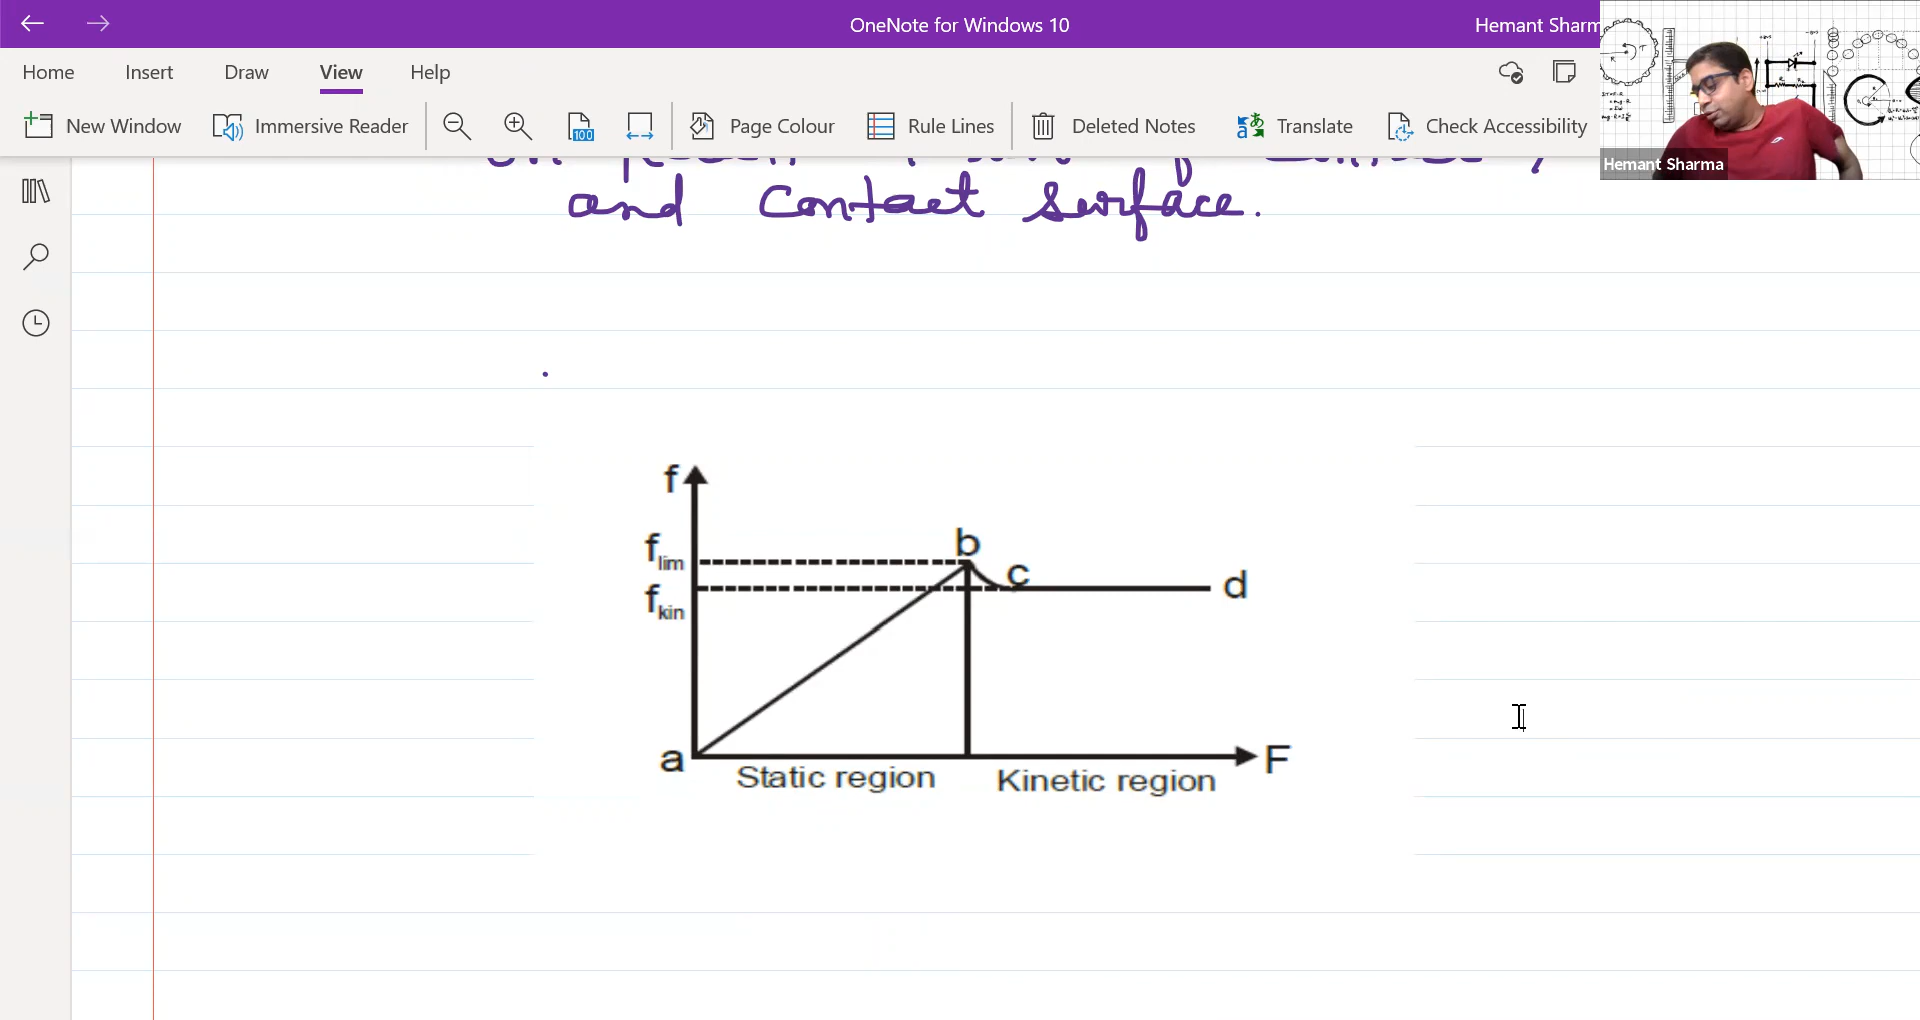 OneNote for Windows 10
Hemant Sharm
Home Insert Draw View Help
New Window Immersive Reader 100 Page Colour Rule Lines Deleted Notes Translate Check Accessibility
Hemant Sharma
and contact surface.
f
f lim
f kin
b
c
d
a
F
Static region
Kinetic region